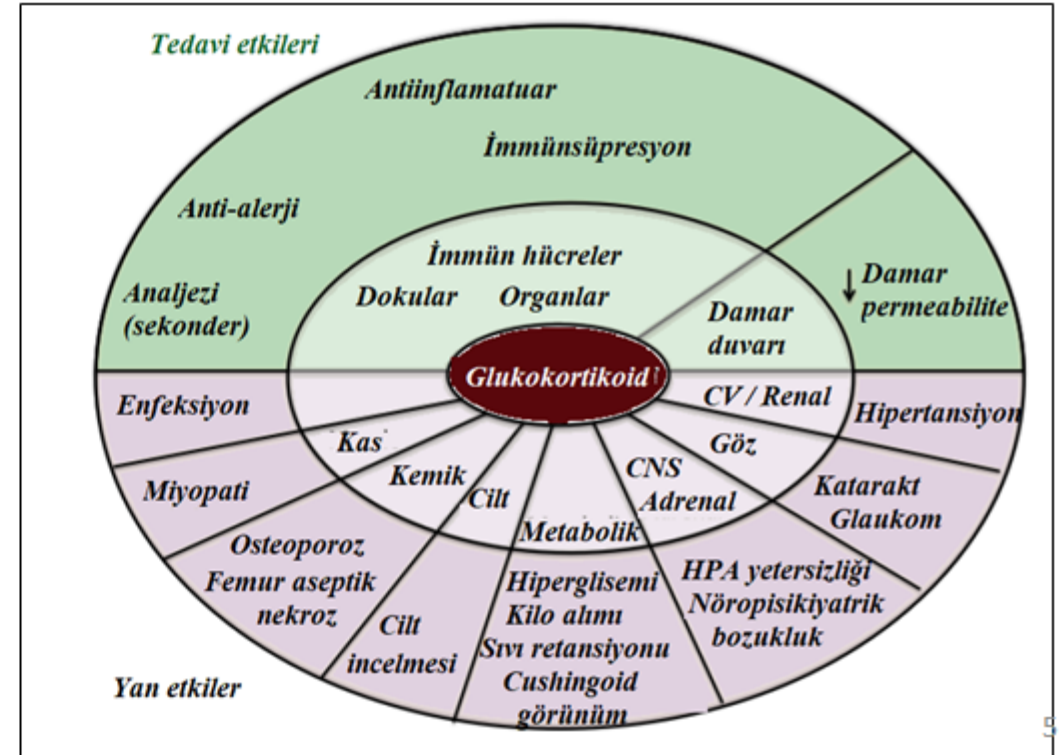 Tedavi etkileri
Antiinflamatuar
İmmünsüpresyon
Anti-alerji
Analjezi
(sekonder)
İmmün hücreler
Dokular Organlar
Damar
duvarı
↓ Damar
permeabilite
Glukokortikoid
Enfeksiyon
CV / Renal
Hipertansiyon
Kas
Miyopati
Göz
Katarakt
Glaukom
Kemik
Osteoporoz
Femur aseptik
nekroz
Cilt
Cilt
incelmesi
Metabolik
Hiperglisemi
Kilo alımı
Sıvı retansiyonu
Cushingoid
görünüm
CNS
Adrenal
HPA yetersizliği
Nöropisikiyatrik
bozukluk
Yan etkiler
5